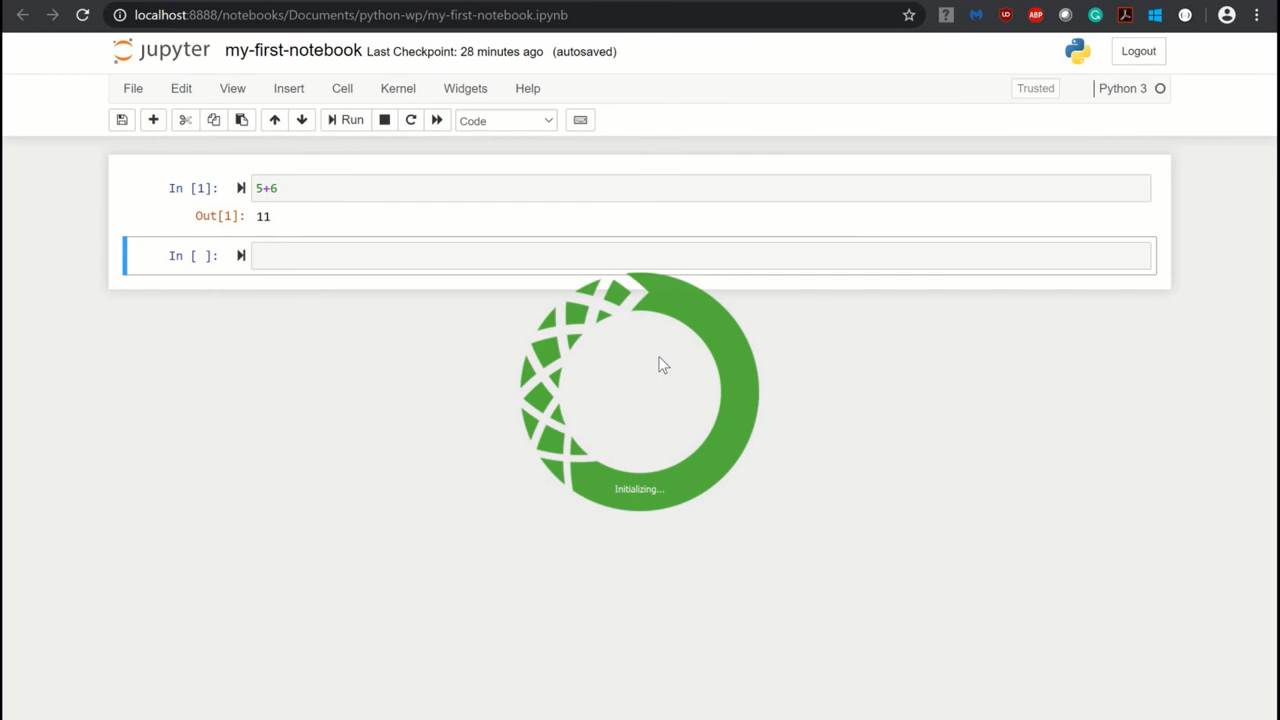 localhost:8888/notebooks/Documents/python-wp/my-first-notebook.ipynb
jupyter my-first-notebook Last Checkpoint: 28 minutes ago (autosaved) Logout
File Edit View Insert Cell Kernel Widgets Help Trusted Python 3
Run Code
In [1]: 5+6
Out[1]: 11
In [ ]:
Initializing...